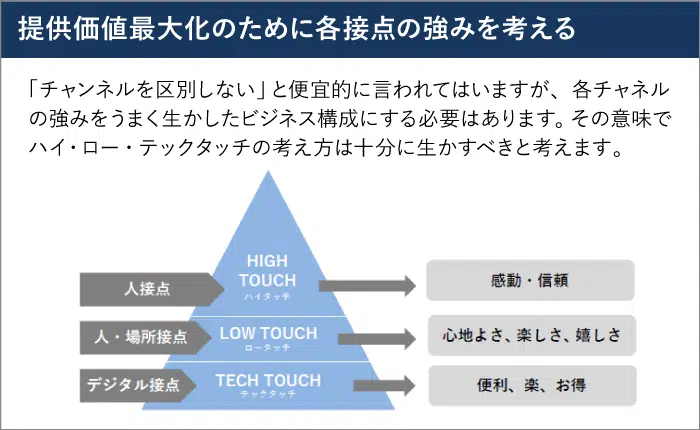 提供価値最大化のために各接点の強みを考える
「チャンネルを区別しない」と便宜的に言われてはいますが、各チャネル
の強みをうまく生かしたビジネス構成にする必要はあります。その意味で
ハイ・ロー・テックタッチの考え方は十分に生かすべきと考えます。
人接点
HIGH
TOUCH
ハイタッチ
感動・信頼
人・場所接点
LOW TOUCH
ロータッチ
心地よさ、楽しさ、嬉しさ
デジタル接点
TECH TOUCH
テックタッチ
便利、楽、お得